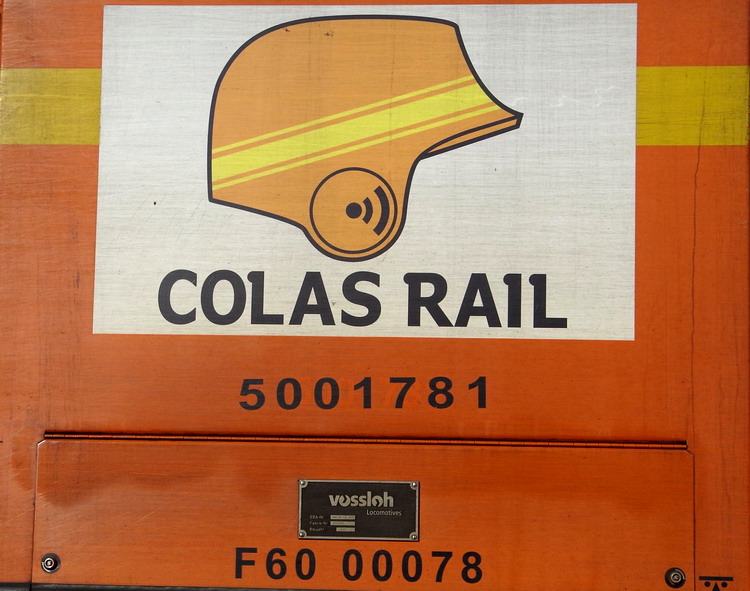 COLAS RAIL
5001781
vossloh
Locomotives
F60 00078